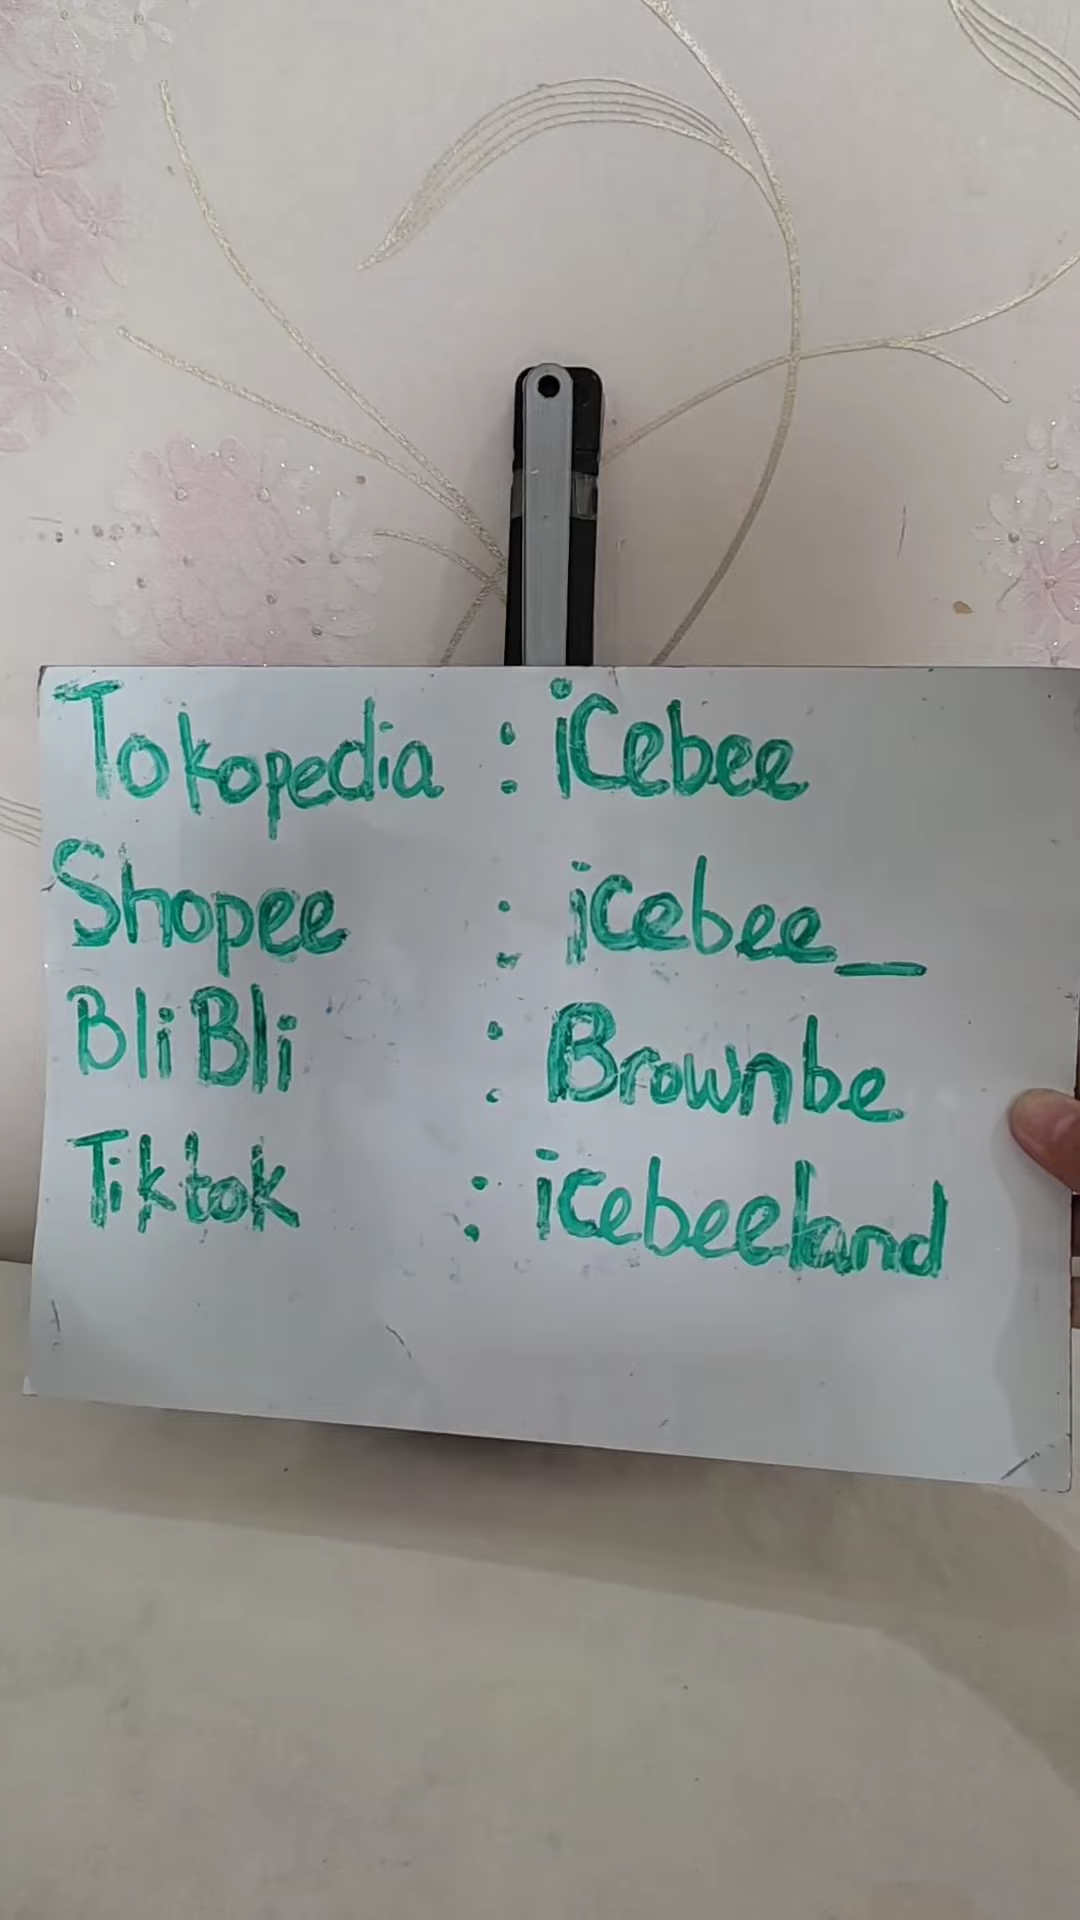 Tokopedia : icebee
Shopee : icebee_
BliBli : Brownbe
Tiktok : icebeeland